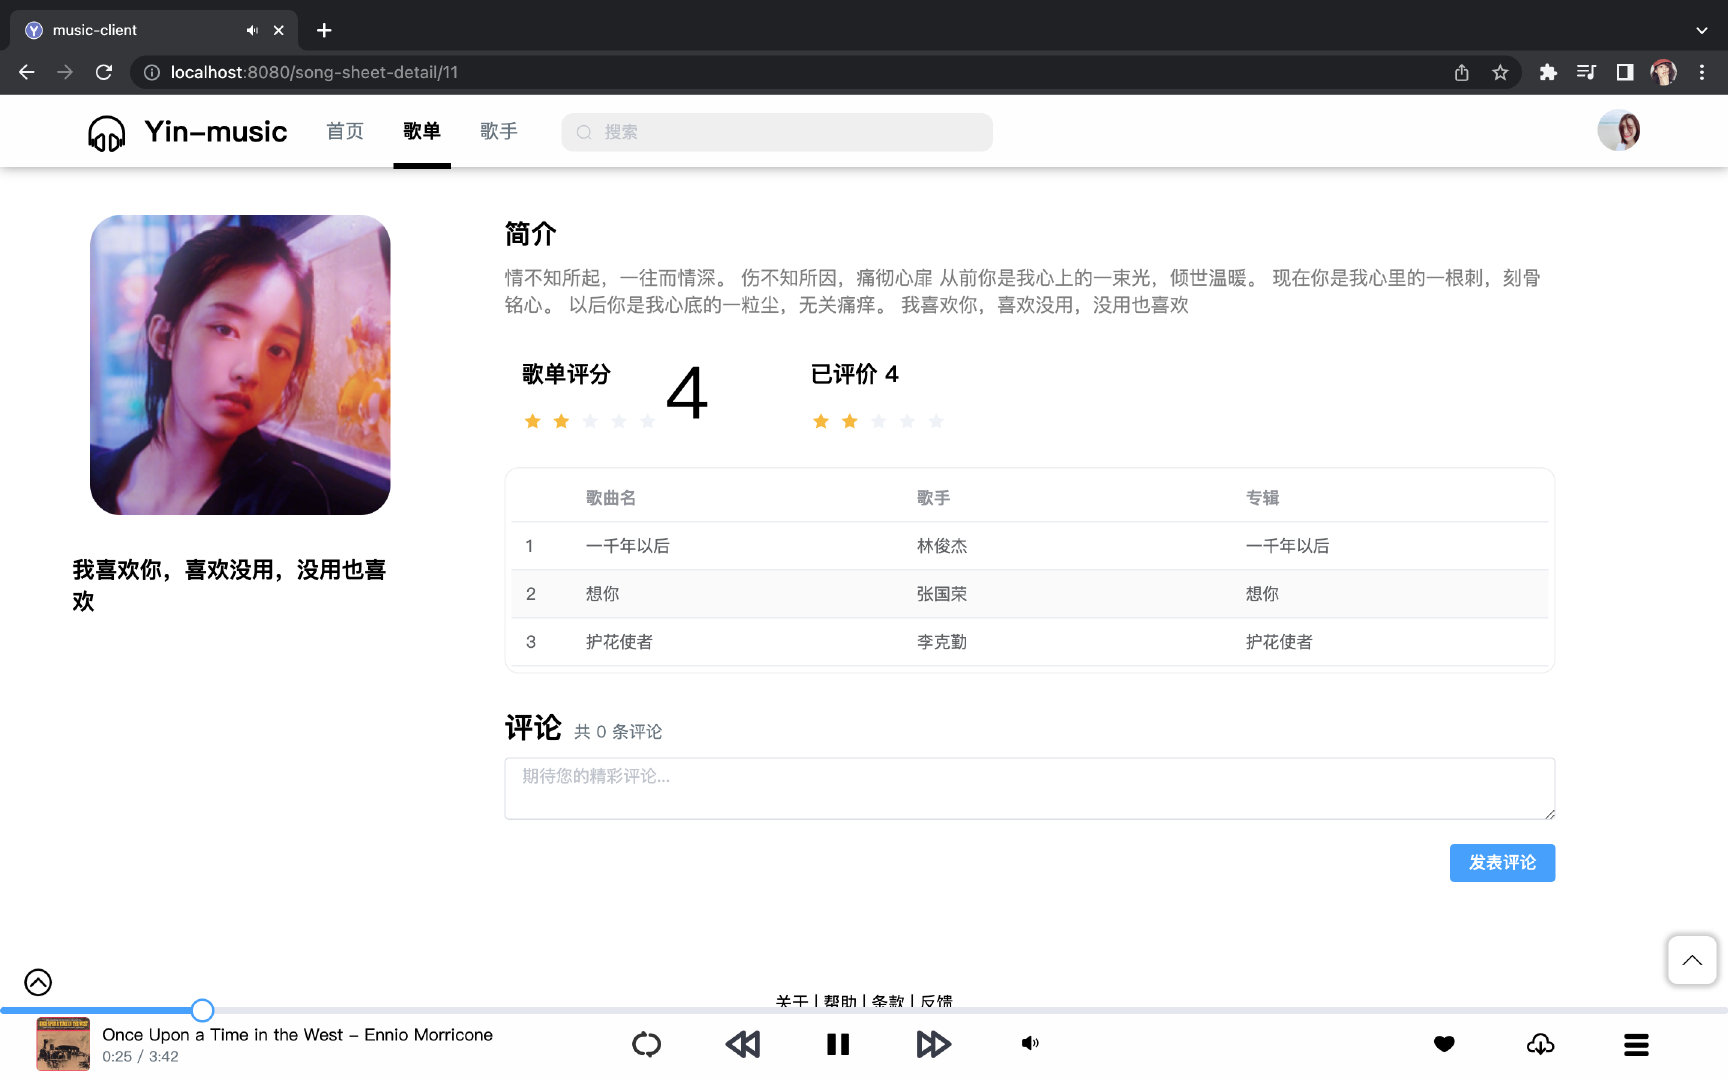 music-client
localhost:8080/song-sheet-detail/11
Yin-music 首页 歌单 歌手 搜索
简介
情不知所起，一往而情深。 伤不知所因，痛彻心扉 从前你是我心上的一束光，倾世温暖。 现在你是我心里的一根刺，刻骨
铭心。 以后你是我心底的一粒尘，无关痛痒。 我喜欢你，喜欢没用，没用也喜欢
歌单评分 4 已评价 4
歌曲名 歌手 专辑
1 一千年以后 林俊杰 一千年以后
2 想你 张国荣 想你
3 护花使者 李克勤 护花使者
我喜欢你，喜欢没用，没用也喜
欢
评论 共 0 条评论
期待您的精彩评论...
发表评论
关于 | 帮助 | 条款 | 反馈
Once Upon a Time in the West - Ennio Morricone
0:25 / 3:42